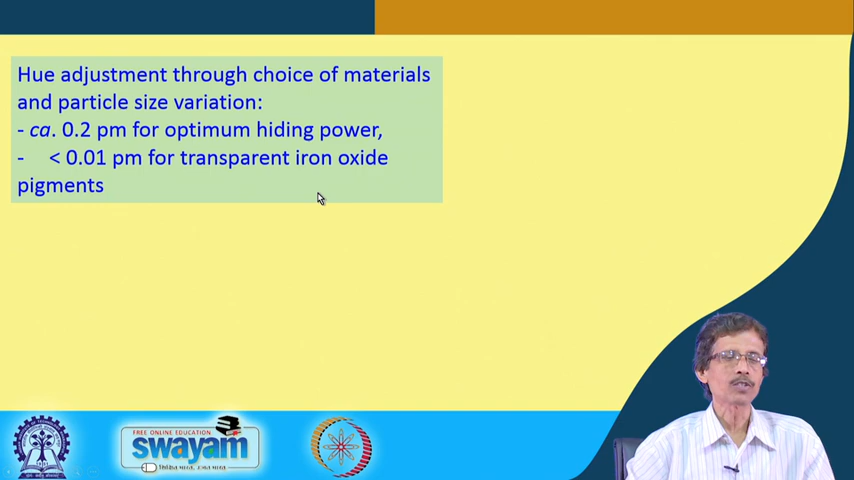 Hue adjustment through choice of materials
and particle size variation:
- ca. 0.2 pm for optimum hiding power,
- < 0.01 pm for transparent iron oxide
pigments
FREE ONLINE EDUCATION
swayam